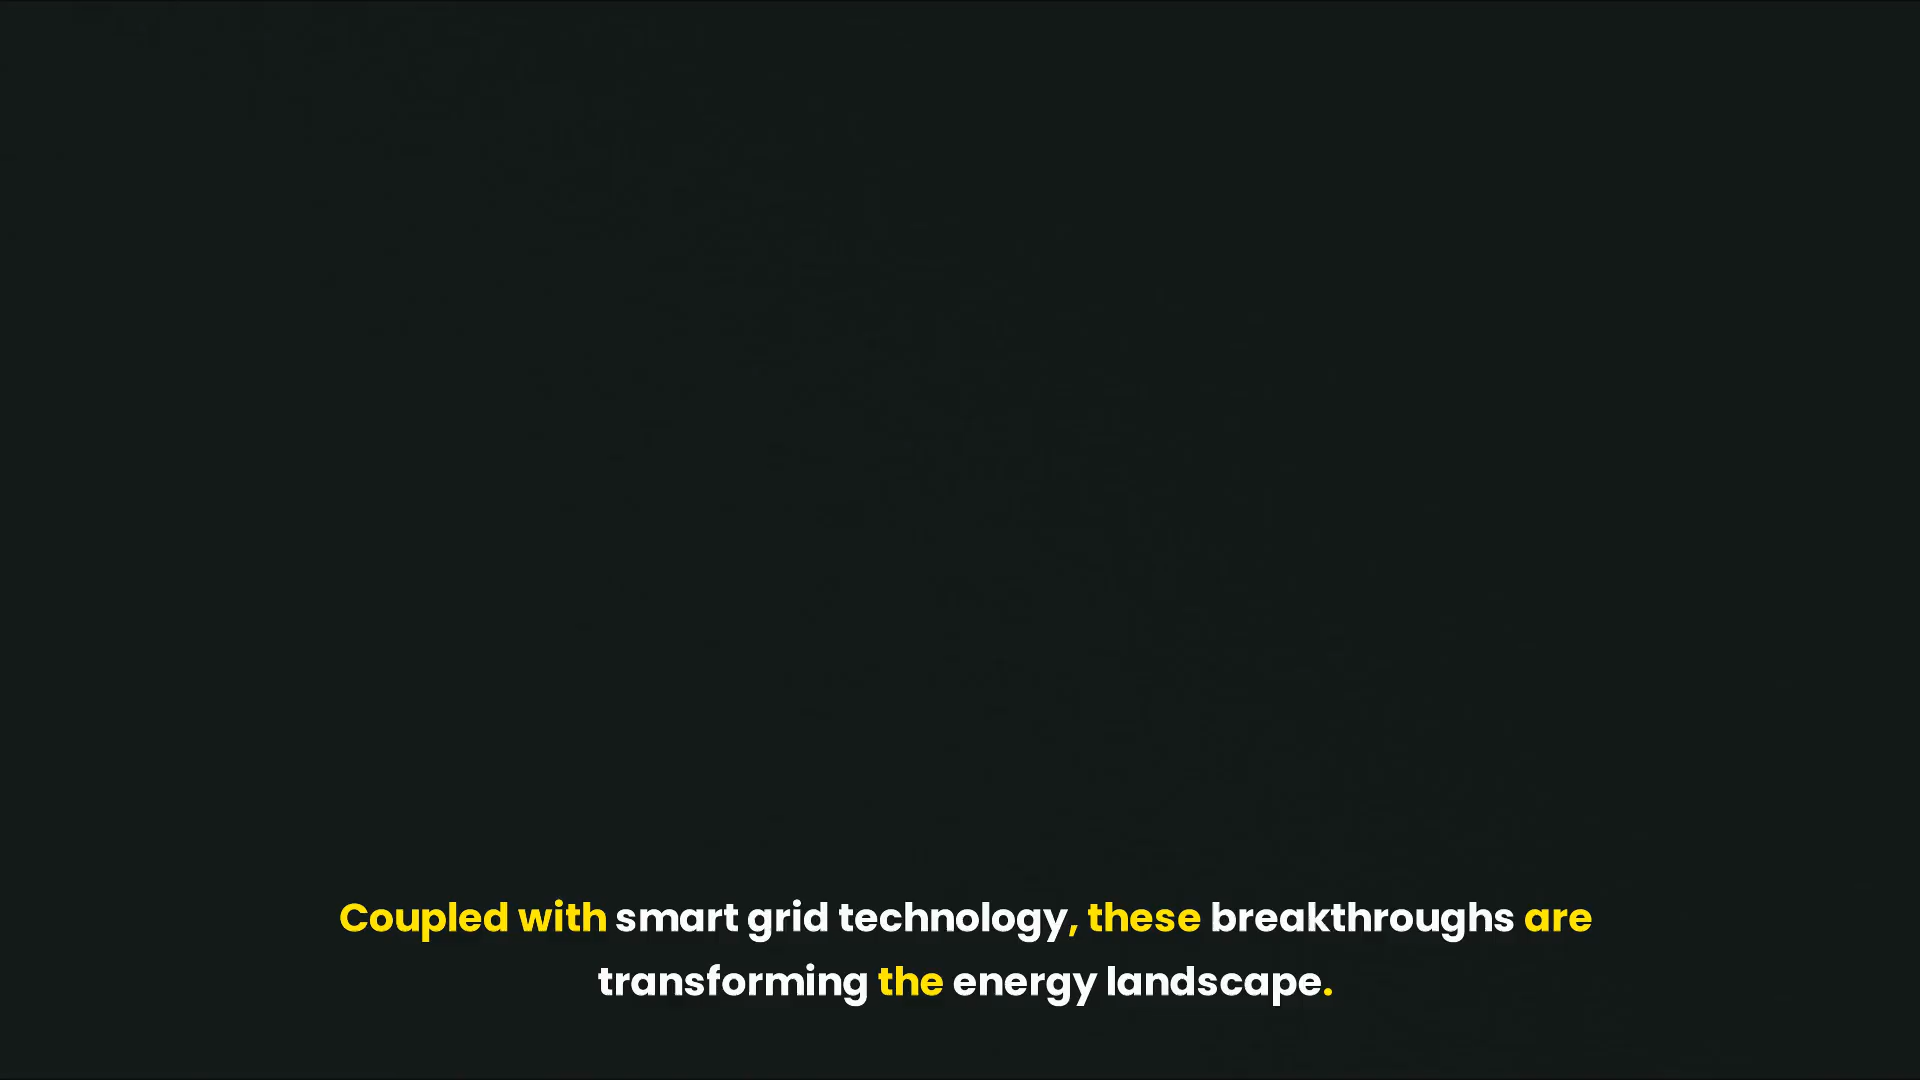 Coupled with smart grid technology, these breakthroughs are
transforming the energy landscape.